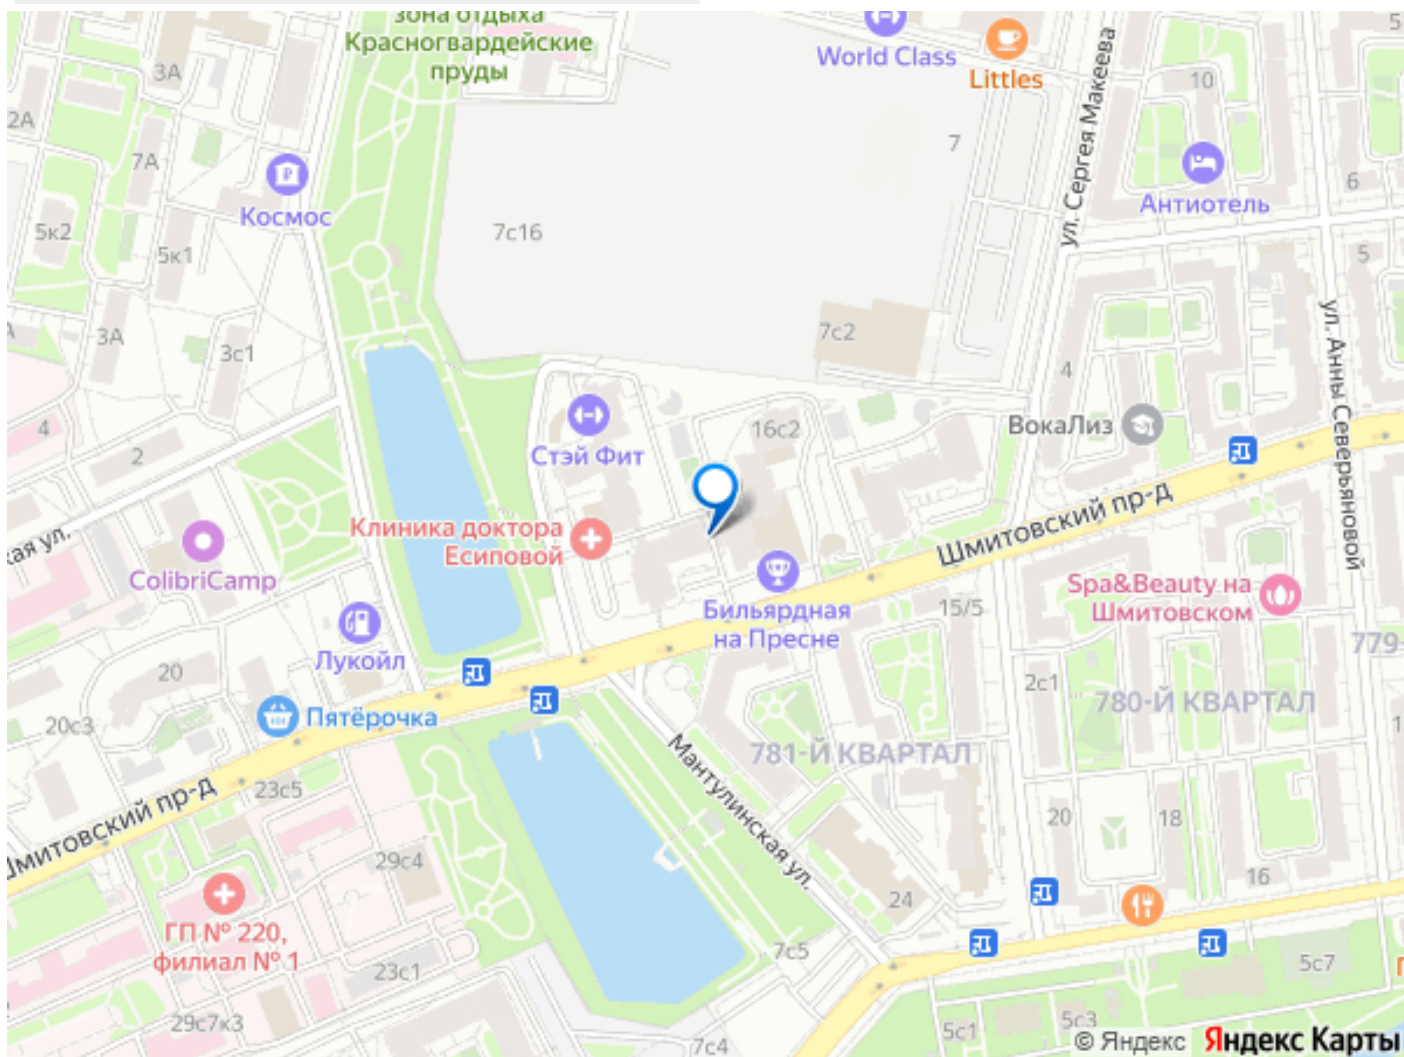 зона отдыха
Красногвардейские
пруды
World Class
Littles
ул. Сергея Макеева
5
3А
10
2А
7А
7
Космос
Антиотель
6
5к2
5к1
7с16
5
3А
3с1
7с2
4
ул. Анны Северьяновой
4
2
Стэй Фит
16с2
ВокаЛиз
Шмитовский пр-д
Клиника доктора
Есиповой
ская ул.
ColibriCamp
Бильярдная
на Пресне
15/5
Spa&Beauty на
Шмитовском
Лукойл
779-
20
2с1
780-Й КВАРТАЛ
20с3
Пятёрочка
781-Й КВАРТАЛ
Мантулинская ул.
23с5
Шмитовский пр-д
20
18
29с4
16
24
ГП № 220,
филиал № 1
23с1
7с5
5с7
29с7к3
7с4
5с1
5с3
© Яндекс Яндекс Карты